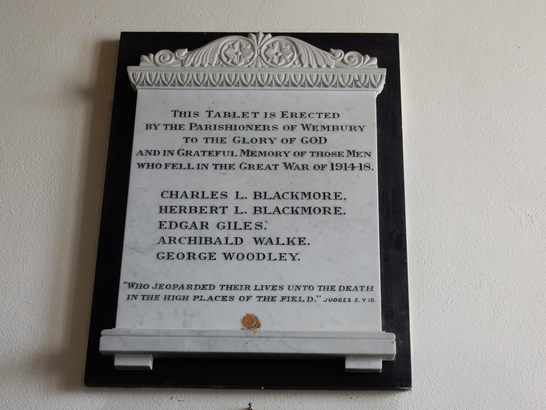 THIS TABLET IS ERECTED
BY THE PARISHIONERS OF WEMBURY
TO THE GLORY OF GOD
AND IN GRATEFUL MEMORY OF THOSE MEN
WHO FELL IN THE GREAT WAR OF 1914-18.
CHARLES L. BLACKMORE.
HERBERT L. BLACKMORE.
EDGAR GILES.
ARCHIBALD WALKE.
GEORGE WOODLEY.
"WHO JEOPARDED THEIR LIVES UNTO THE DEATH
IN THE HIGH PLACES OF THE FIELD." JUDGES 5. V. 18.